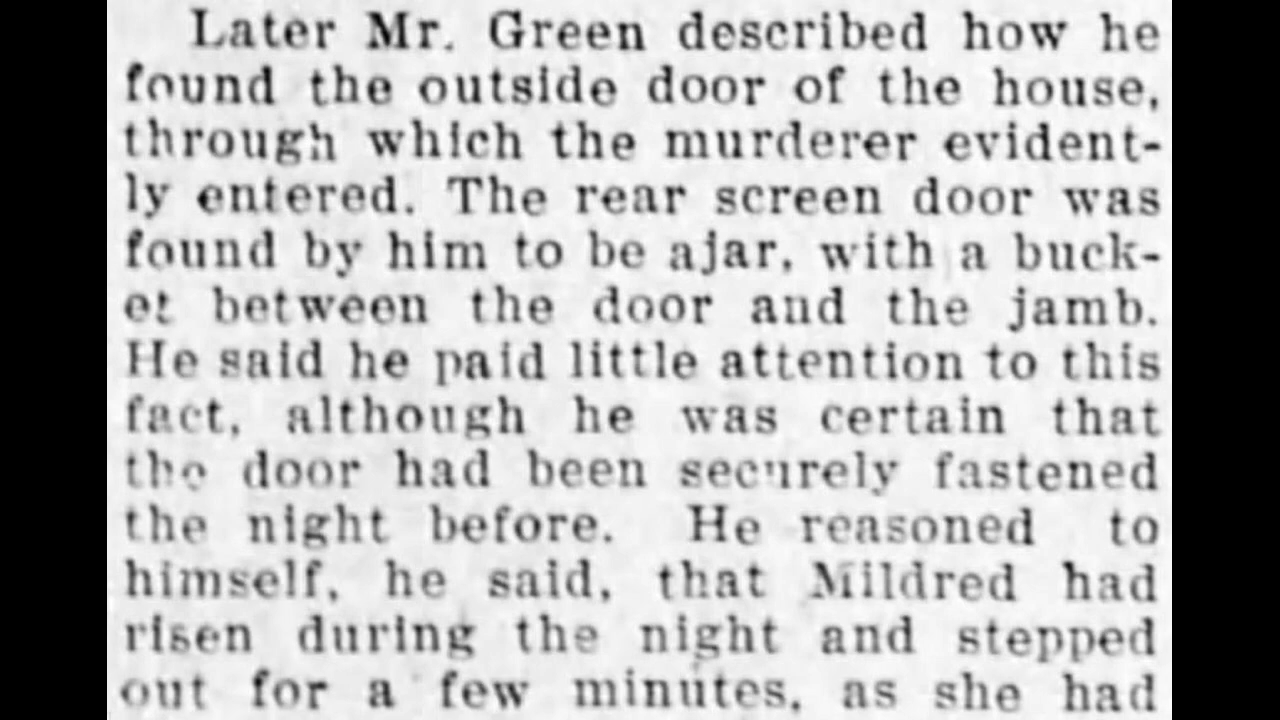 Later Mr. Green described how he
found the outside door of the house,
through which the murderer evident-
ly entered. The rear screen door was
found by him to be ajar, with a buck-
et between the door and the jamb.
He said he paid little attention to this
fact, although he was certain that
the door had been securely fastened
the night before. He reasoned to
himself, he said, that Mildred had
risen during the night and stepped
out for a few minutes, as she had